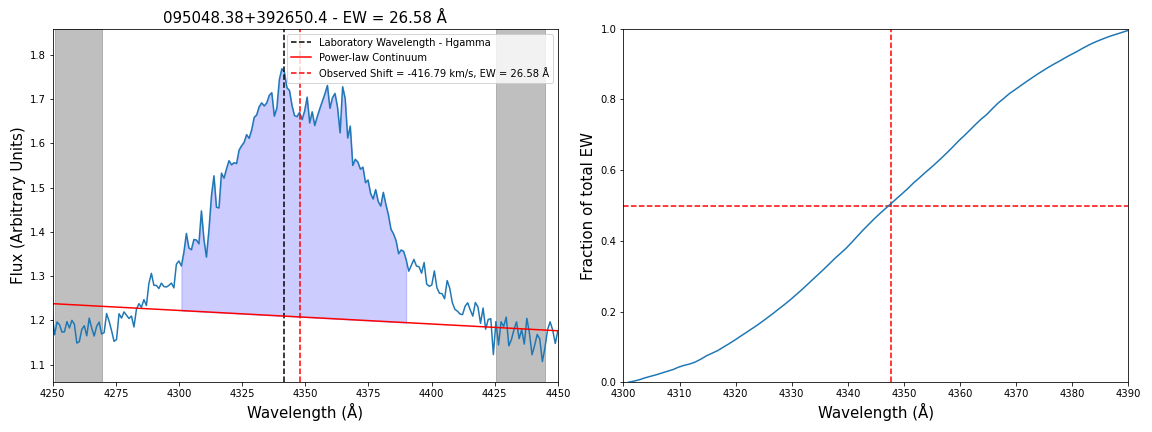 095048.38+392650.4 - EW = 26.58 Å
Laboratory Wavelength - Hgamma
Power-law Continuum
Observed Shift = -416.79 km/s, EW = 26.58 Å
Flux (Arbitrary Units)
1.8
1.7
1.6
1.5
1.4
1.3
1.2
1.1
4250 4275 4300 4325 4350 4375 4400 4425 4450
Wavelength (Å)
Fraction of total EW
1.0
0.8
0.6
0.4
0.2
0.0
4300 4310 4320 4330 4340 4350 4360 4370 4380 4390
Wavelength (Å)